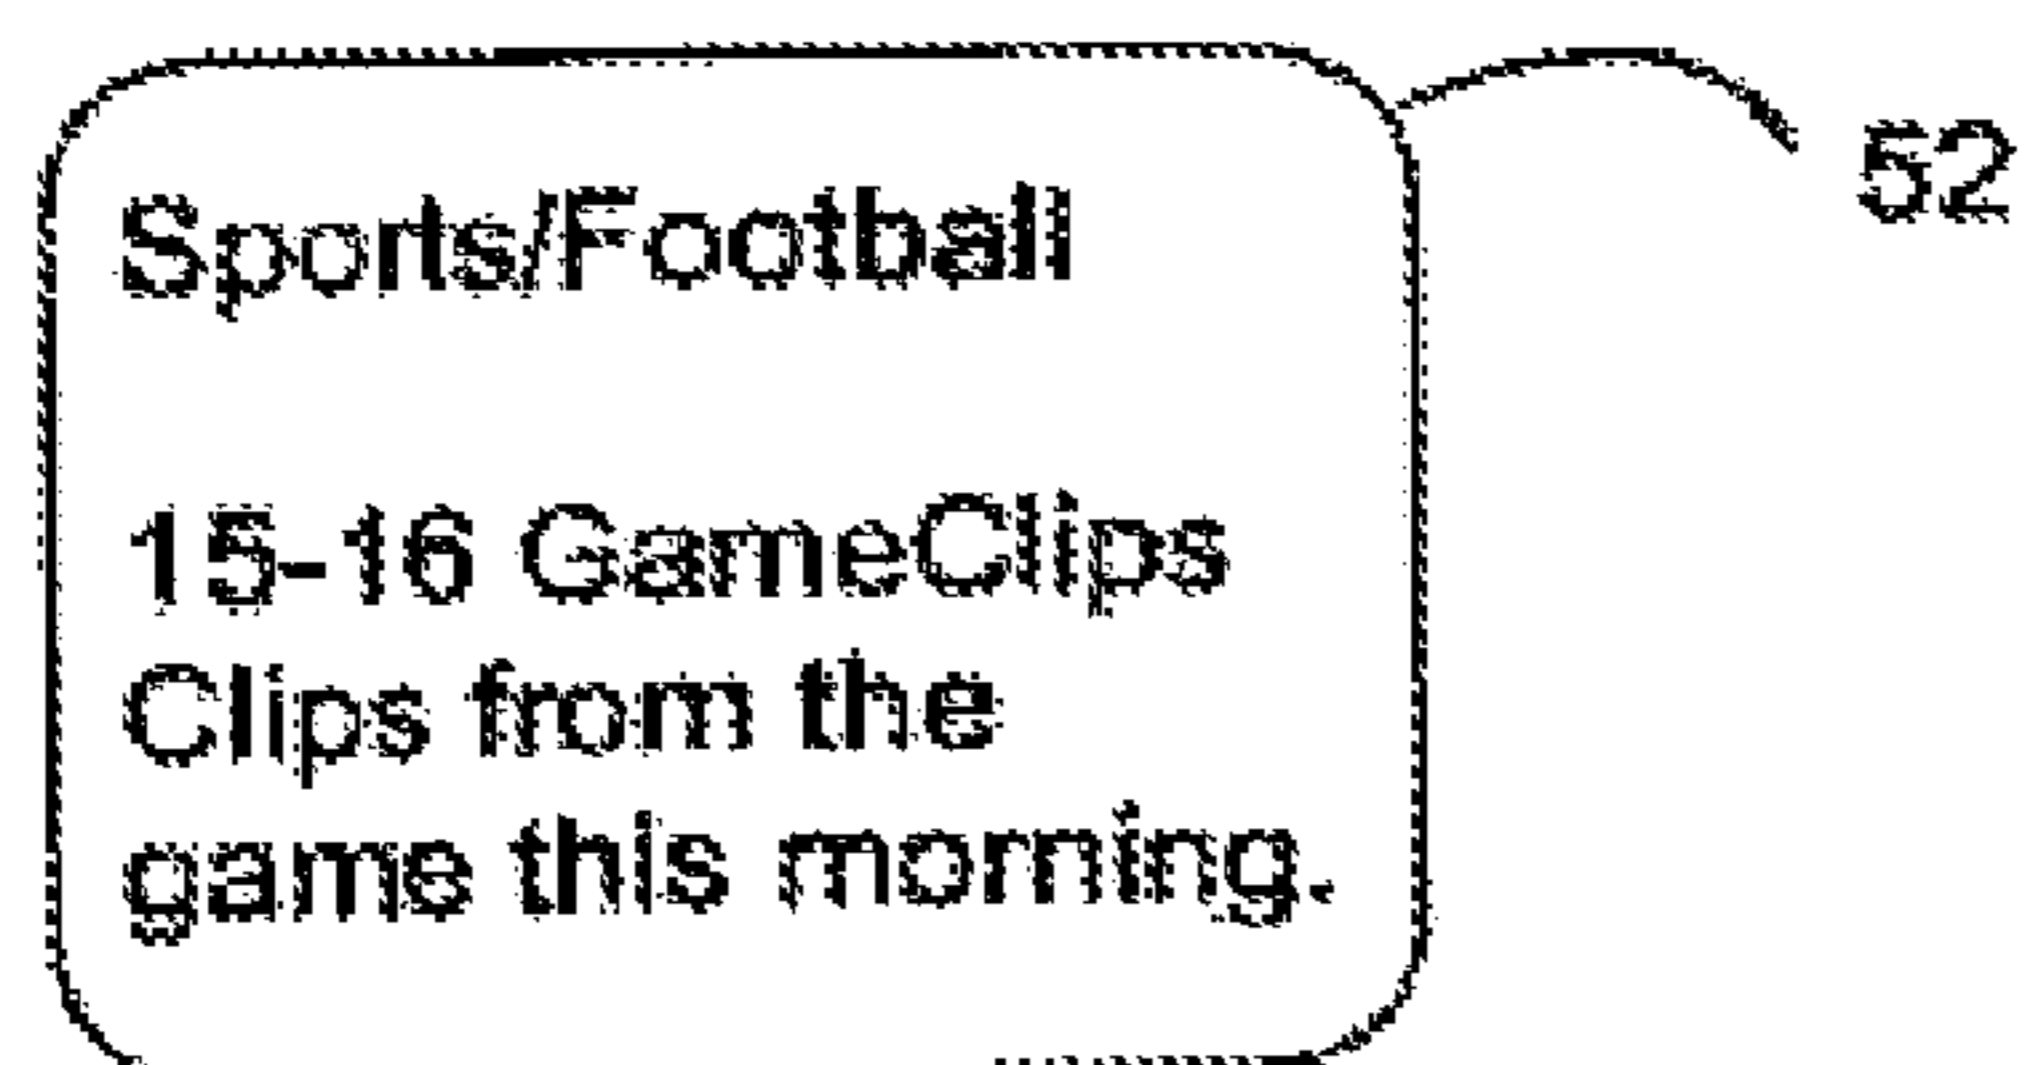 Sports/Football
52
15-16 GameClips
Clips from the
game this morning.